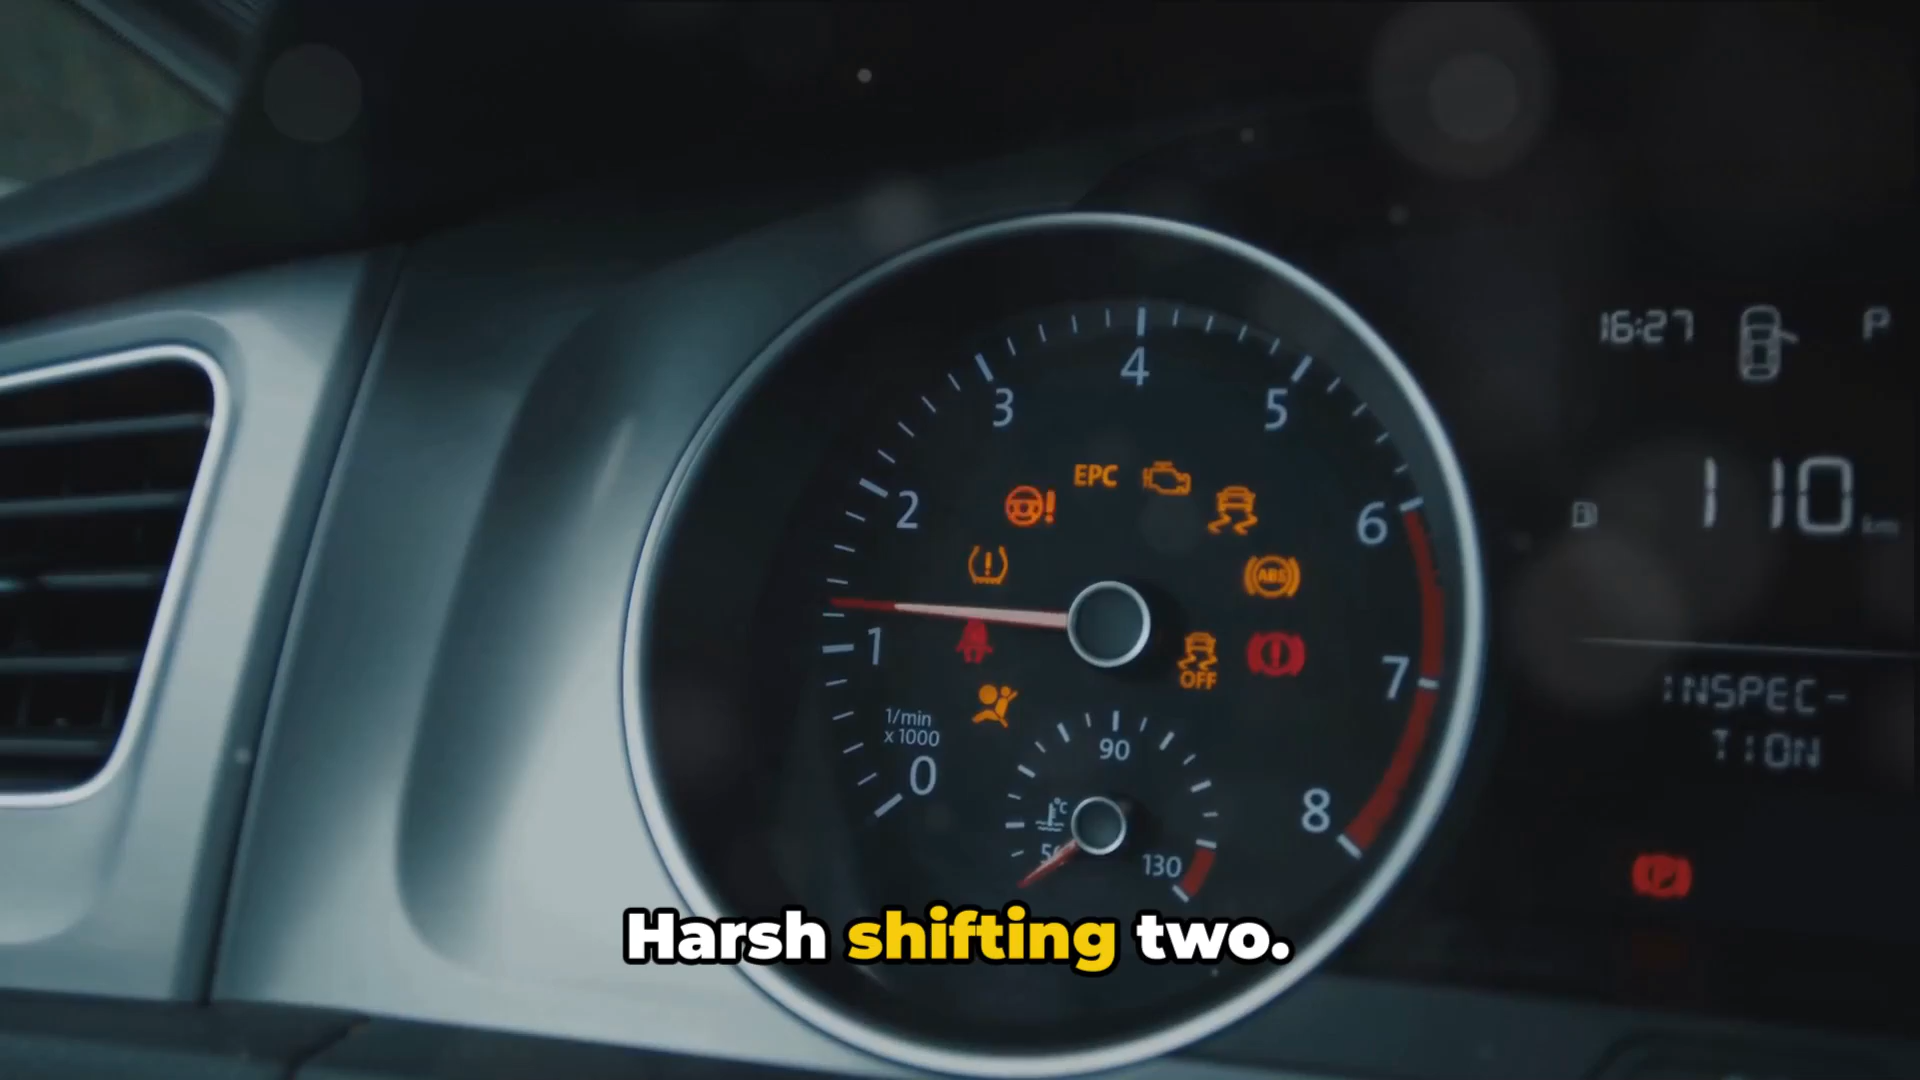 16:27 P
4
3
5
EPC
2
6
110 km
ABS
1
OFF
7
INSPEC-
TION
1/min
x 1000
90
0
°C
8
130
P
Harsh shifting two.